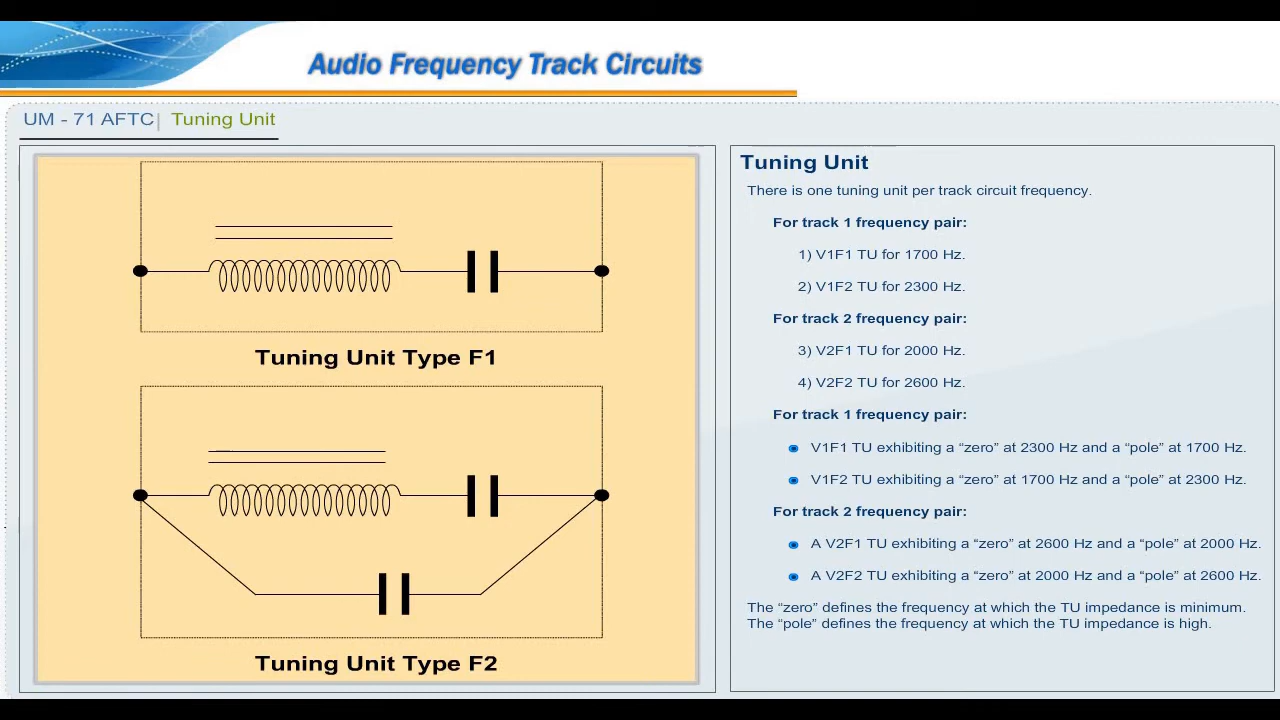 Audio Frequency Track Circuits
UM - 71 AFTC| Tuning Unit
Tuning Unit Type F1
Tuning Unit Type F2
Tuning Unit
There is one tuning unit per track circuit frequency.
For track 1 frequency pair:
1) V1F1 TU for 1700 Hz.
2) V1F2 TU for 2300 Hz.
For track 2 frequency pair:
3) V2F1 TU for 2000 Hz.
4) V2F2 TU for 2600 Hz.
For track 1 frequency pair:
V1F1 TU exhibiting a “zero” at 2300 Hz and a “pole” at 1700 Hz.
V1F2 TU exhibiting a “zero” at 1700 Hz and a “pole” at 2300 Hz.
For track 2 frequency pair:
A V2F1 TU exhibiting a “zero” at 2600 Hz and a “pole” at 2000 Hz.
A V2F2 TU exhibiting a “zero” at 2000 Hz and a “pole” at 2600 Hz.
The “zero” defines the frequency at which the TU impedance is minimum.
The “pole” defines the frequency at which the TU impedance is high.